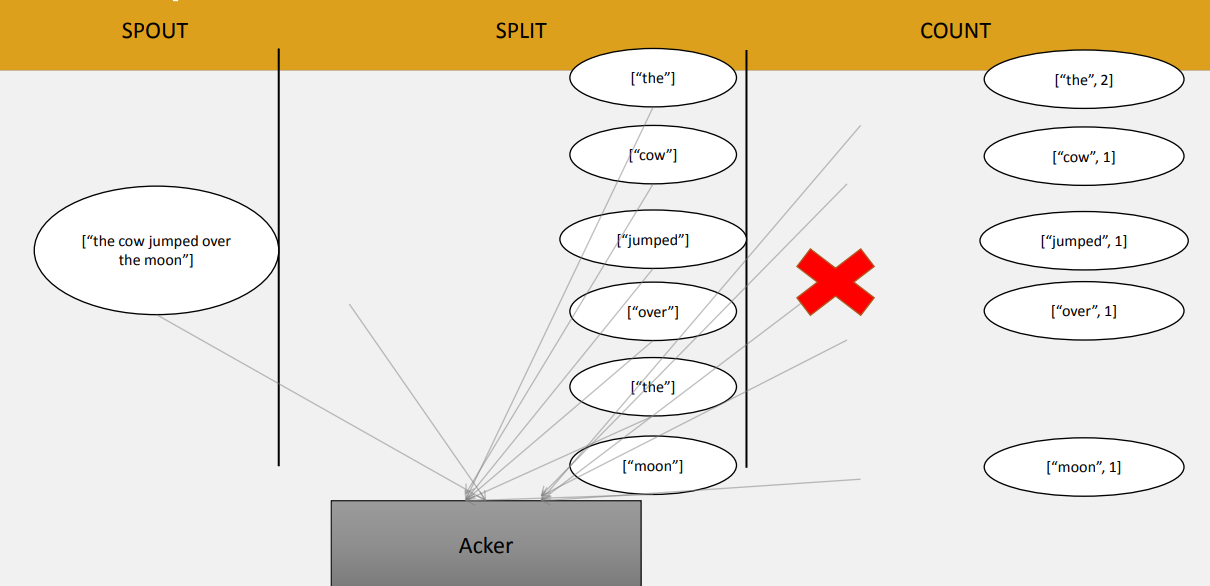 SPOUT
SPLIT
COUNT
[“the cow jumped over
the moon”]
[“the”]
[“cow”]
[“jumped”]
[“over”]
[“the”]
[“moon”]
[“the”, 2]
[“cow”, 1]
[“jumped”, 1]
[“over”, 1]
[“moon”, 1]
Acker